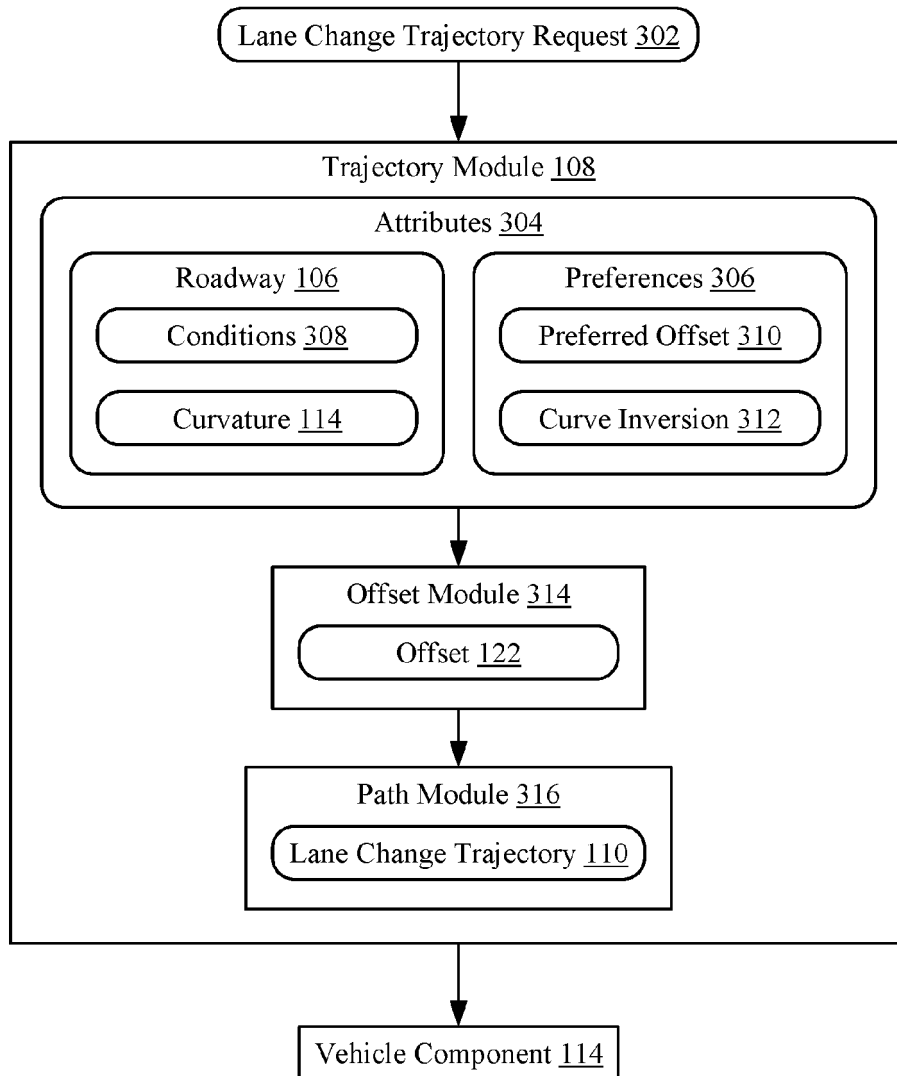 Lane Change Trajectory Request 302
Trajectory Module 108
Attributes 304
Roadway 106
Conditions 308
Curvature 114
Preferences 306
Preferred Offset 310
Curve Inversion 312
Offset Module 314
Offset 122
Path Module 316
Lane Change Trajectory 110
Vehicle Component 114